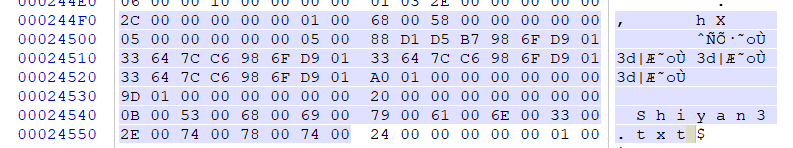 000244E0 06 00 00 10 00 00 00 00 01 03 2E 00 00 00 00 00 .
000244F0 2C 00 00 00 00 00 01 00 68 00 58 00 00 00 00 00 , h X
00024500 05 00 00 00 00 00 05 00 88 D1 D5 B7 98 6F D9 01 ˆÑÕ·˜oÙ
00024510 33 64 7C C6 98 6F D9 01 33 64 7C C6 98 6F D9 01 3d|Æ˜oÙ 3d|Æ˜oÙ
00024520 33 64 7C C6 98 6F D9 01 A0 01 00 00 00 00 00 00 3d|Æ˜oÙ
00024530 9D 01 00 00 00 00 00 00 20 00 00 00 00 00 00 00
00024540 0B 00 53 00 68 00 69 00 79 00 61 00 6E 00 33 00 S h i y a n 3
00024550 2E 00 74 00 78 00 74 00 24 00 00 00 00 00 01 00 . t x t $